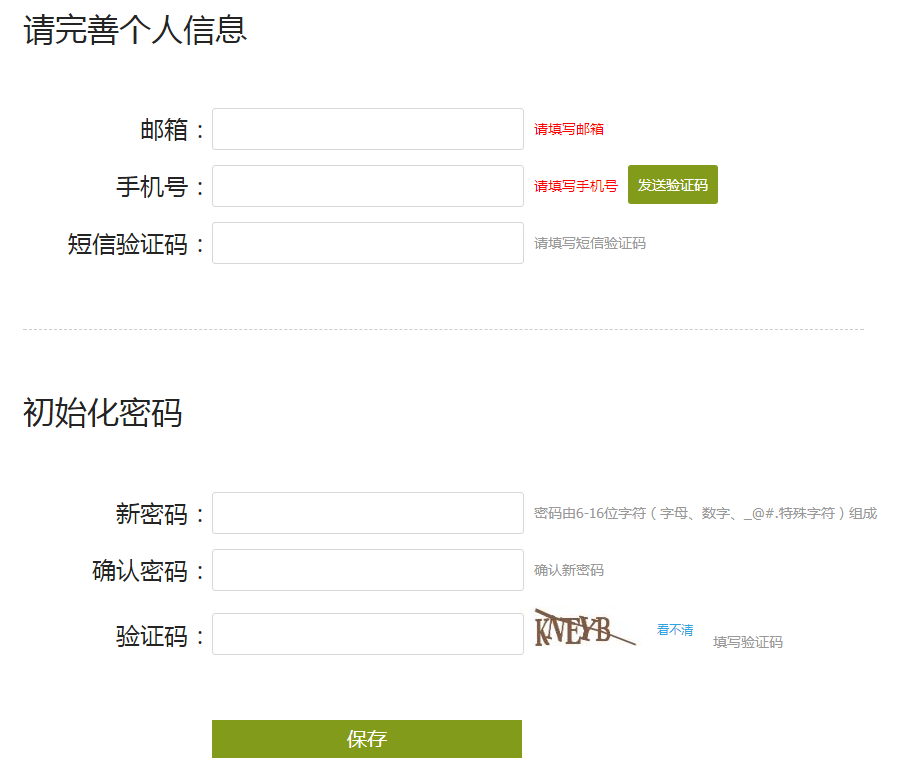 请完善个人信息
邮箱： 请填写邮箱
手机号： 请填写手机号 发送验证码
短信验证码： 请填写短信验证码
初始化密码
新密码： 密码由6-16位字符（字母、数字、_@#.特殊字符）组成
确认密码： 确认新密码
验证码： KNEYB 看不清 填写验证码
保存